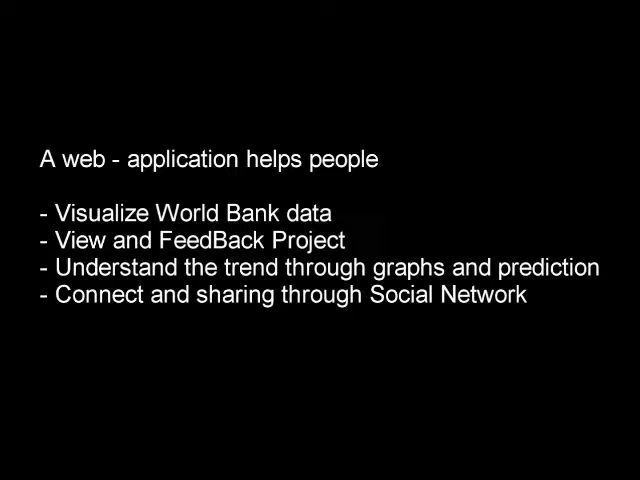 A web - application helps people
- Visualize World Bank data
- View and FeedBack Project
- Understand the trend through graphs and prediction
- Connect and sharing through Social Network